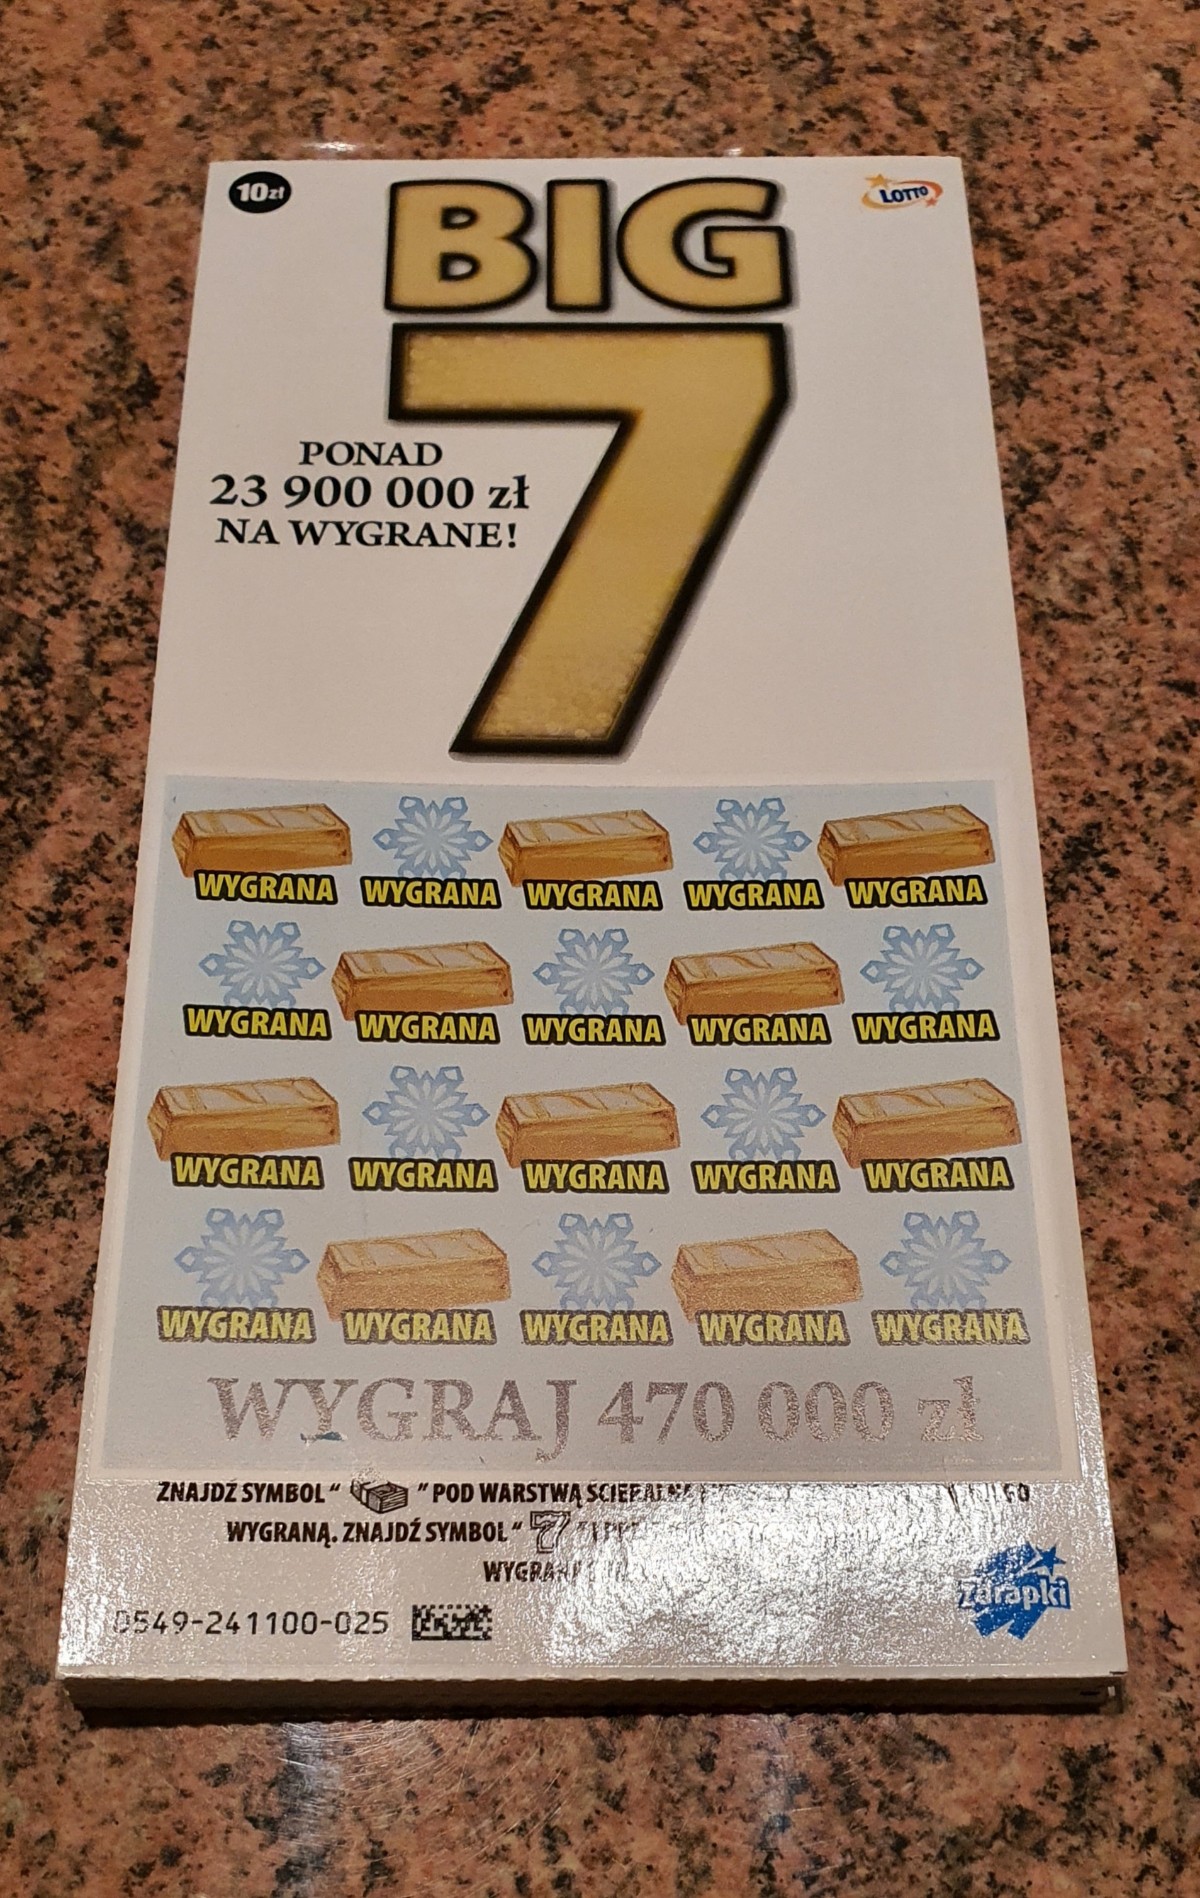 10zł
BIG
LOTTO
7
PONAD
23 900 000 zł
NA WYGRANE!
WYGRANA WYGRANA WYGRANA WYGRANA WYGRANA
WYGRANA WYGRANA WYGRANA WYGRANA WYGRANA
WYGRANA WYGRANA WYGRANA WYGRANA WYGRANA
WYGRANA WYGRANA WYGRANA WYGRANA WYGRANA
WYGRAJ 470 000 zł
ZNAJDŹ SYMBOL “ ” POD WARSTWĄ
WYGRANĄ. ZNAJDŹ SYMBOL “ 7
Zdrapki
0549-241100-025